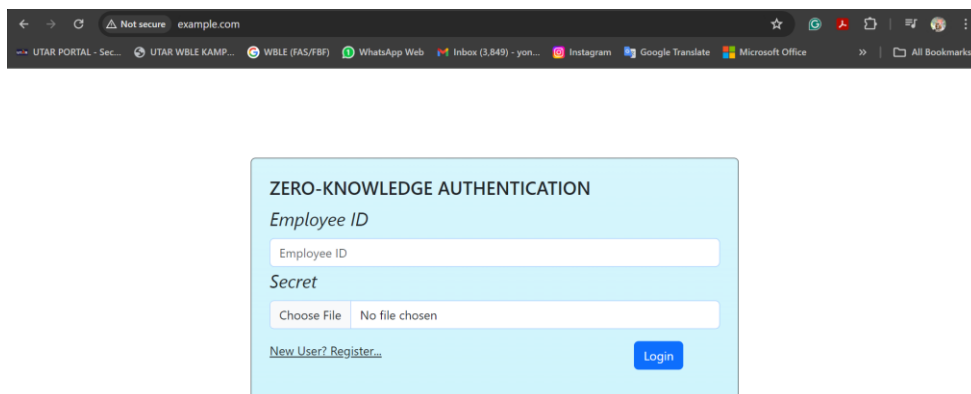 Not secure example.com
UTAR PORTAL - Sec... UTAR WBLE KAMP... WBLE (FAS/FBF) WhatsApp Web Inbox (3,849) - yon... Instagram Google Translate Microsoft Office » All Bookmarks
ZERO-KNOWLEDGE AUTHENTICATION
Employee ID
Employee ID
Secret
Choose File No file chosen
New User? Register... Login